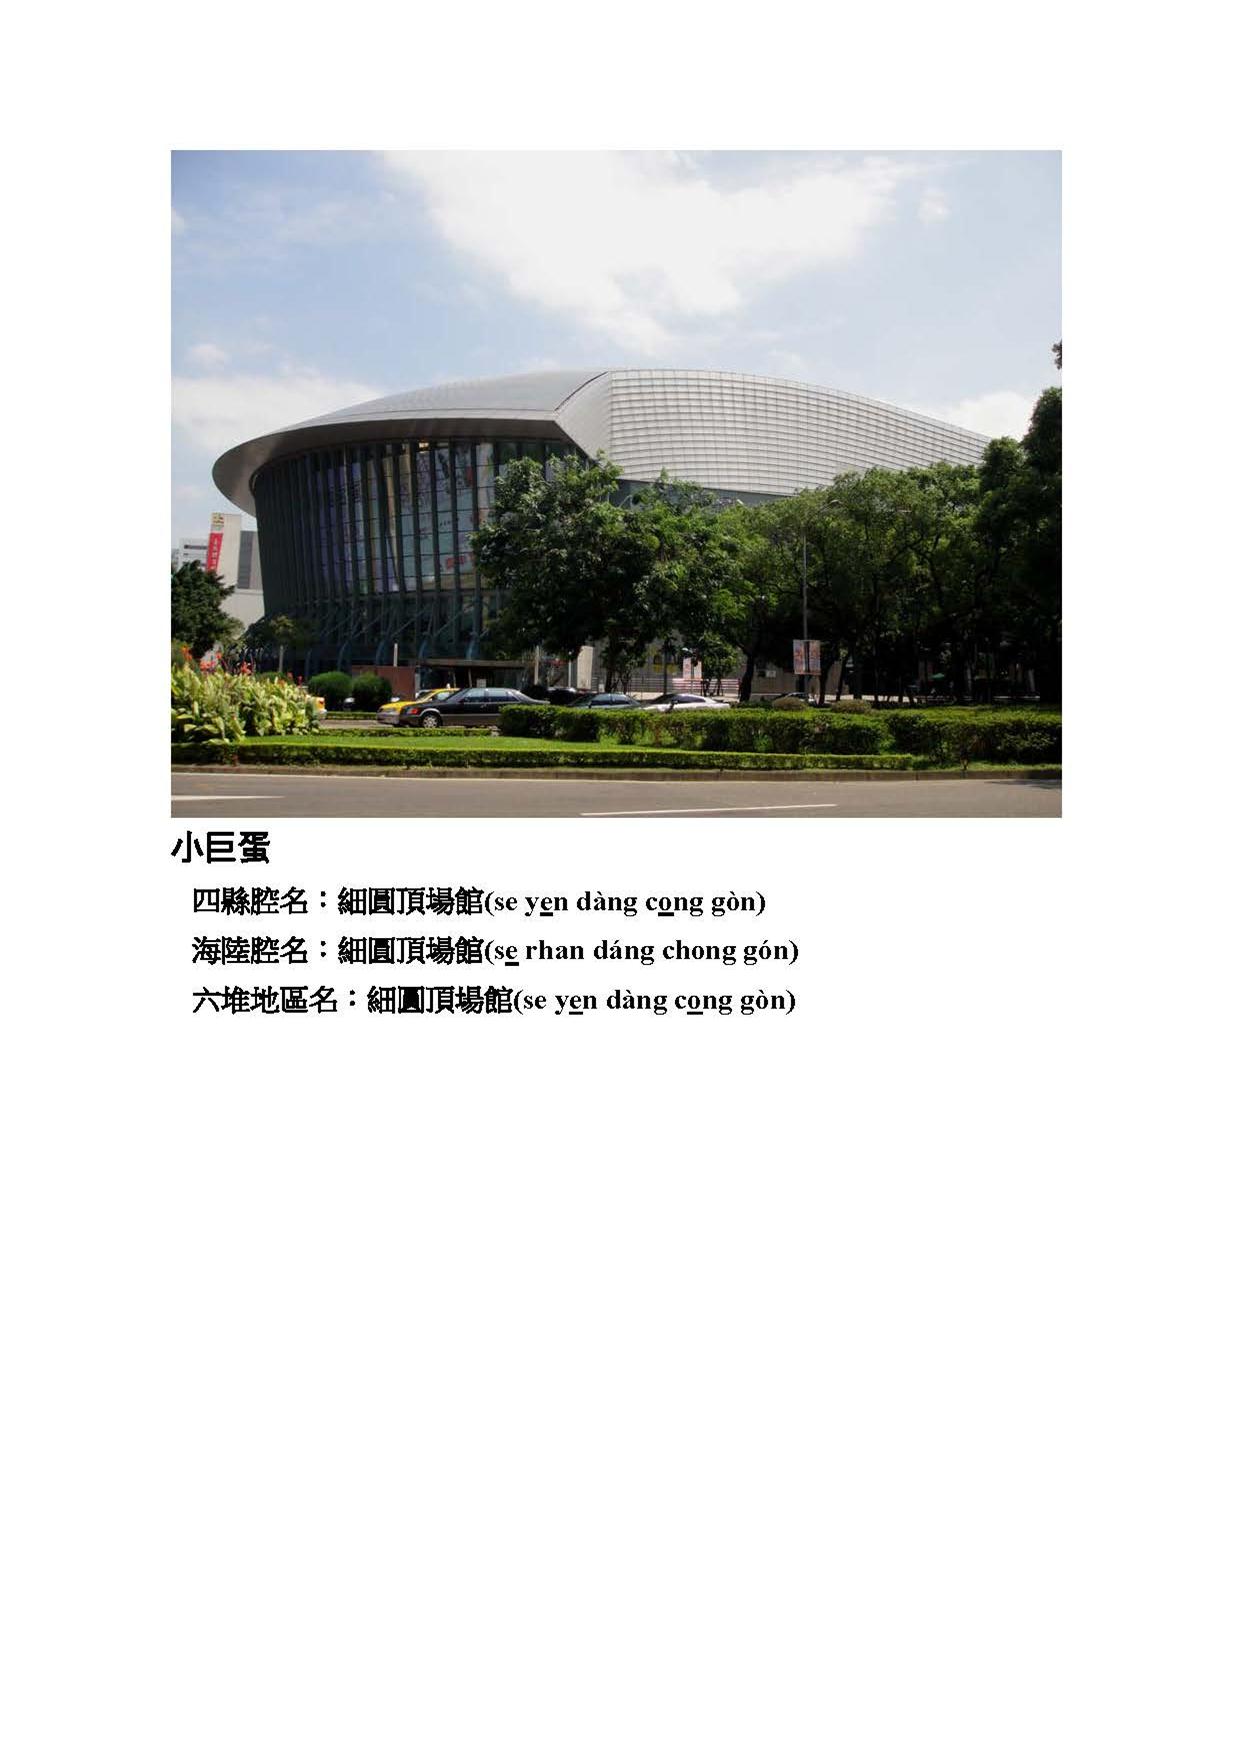 小巨蛋
四縣腔名：細圓頂場館(se yen dàng cong gòn)
海陸腔名：細圓頂場館(se rhan dáng chong gón)
六堆地區名：細圓頂場館(se yen dàng cong gòn)